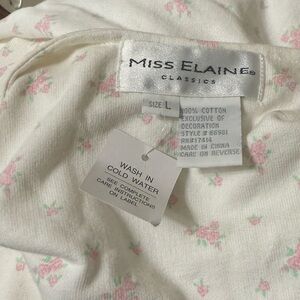 MISS ELAINE®
CLASSICS
SIZE L
100% COTTON
EXCLUSIVE OF
DECORATION
MADE IN CHINA
CARE ON REVERSE
WASH IN
COLD WATER
SEE COMPLETE
CARE INSTRUCTIONS
ON LABEL